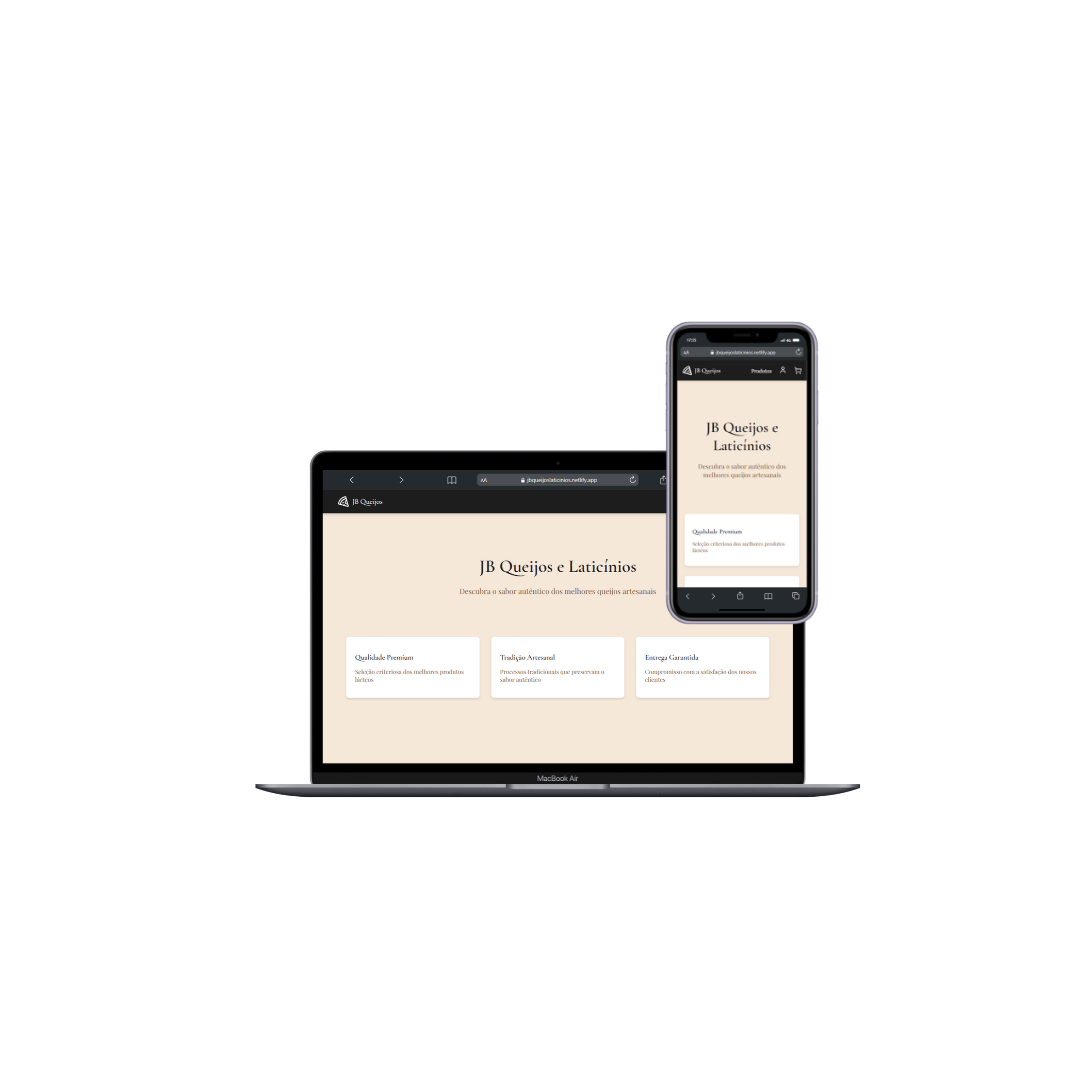 17:35
4G
AA
jbqueijoslaticinios.netlify.app
JB Queijos
Produtos
JB Queijos e
Laticínios
Descubra o sabor autêntico dos
melhores queijos artesanais
Qualidade Premium
Seleção criteriosa dos melhores produtos
lácteos
AA
jbqueijoslaticinios.netlify.app
JB Queijos
JB Queijos e Laticínios
Descubra o sabor autêntico dos melhores queijos artesanais
Qualidade Premium
Seleção criteriosa dos melhores produtos
lácteos
Tradição Artesanal
Processos tradicionais que preservam o
sabor autêntico
Entrega Garantida
Compromisso com a satisfação dos nossos
clientes
MacBook Air